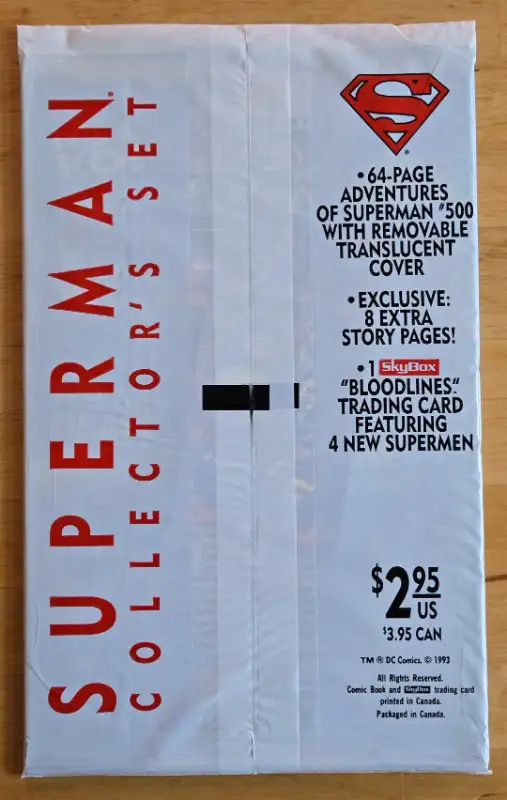 SUPERMAN.
COLLECTOR'S SET
S
®
• 64-PAGE
ADVENTURES
OF SUPERMAN #500
WITH REMOVABLE
TRANSLUCENT
COVER
• EXCLUSIVE:
8 EXTRA
STORY PAGES!
• 1 SkyBox
"BLOODLINES"
TRADING CARD
FEATURING
4 NEW SUPERMEN
$2 95
US
$3.95 CAN
TM ® DC Comics. © 1993
All Rights Reserved.
Comic Book and SkyBox trading card
printed in Canada.
Packaged in Canada.